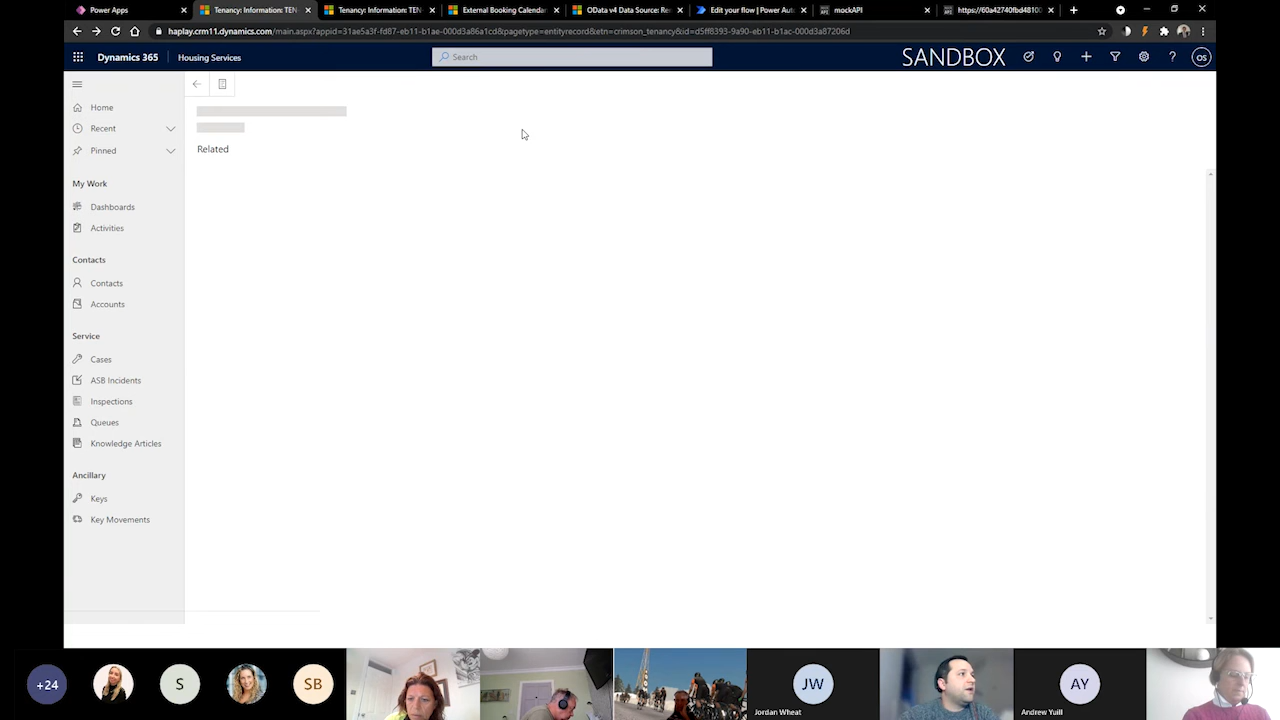 Power Apps
Tenancy: Information: TEN-
Tenancy: Information: TEN-
External Booking Calendar
OData v4 Data Source: Re
Edit your flow | Power Aut
mockAPI
https://60a42740fbd48100
haplay.crm11.dynamics.com/main.aspx?appid=31ae5a3f-fd87-eb11-b1ae-000d3a86a1cd&pagetype=entityrecord&etn=crimson_tenancy&id=d5ff8393-9a90-eb11-b1ac-000d3a87206d
Dynamics 365
Housing Services
Search
SANDBOX
OS
Home
Recent
Pinned
My Work
Dashboards
Activities
Contacts
Contacts
Accounts
Service
Cases
ASB Incidents
Inspections
Queues
Knowledge Articles
Ancillary
Keys
Key Movements
Related
+24
S
SB
JW
Jordan Wheat
AY
Andrew Yuill